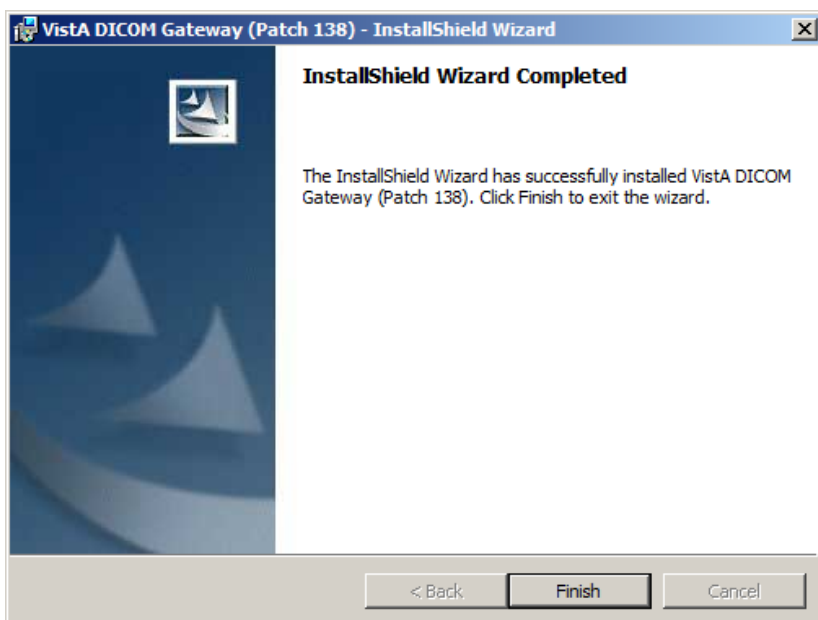 VistA DICOM Gateway (Patch 138) - InstallShield Wizard
InstallShield Wizard Completed
The InstallShield Wizard has successfully installed VistA DICOM
Gateway (Patch 138). Click Finish to exit the wizard.
< Back
Finish
Cancel